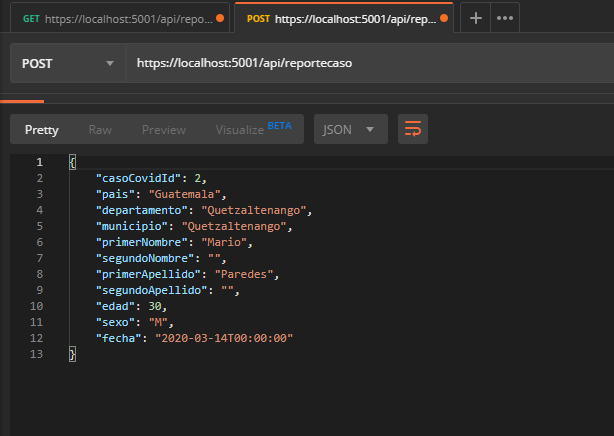 GET https://localhost:5001/api/repo...
POST https://localhost:5001/api/rep...
+ •••
POST https://localhost:5001/api/reportecaso
Pretty Raw Preview Visualize BETA JSON
1 {
2 "casoCovidId": 2,
3 "pais": "Guatemala",
4 "departamento": "Quetzaltenango",
5 "municipio": "Quetzaltenango",
6 "primerNombre": "Mario",
7 "segundoNombre": "",
8 "primerApellido": "Paredes",
9 "segundoApellido": "",
10 "edad": 30,
11 "sexo": "M",
12 "fecha": "2020-03-14T00:00:00"
13 }